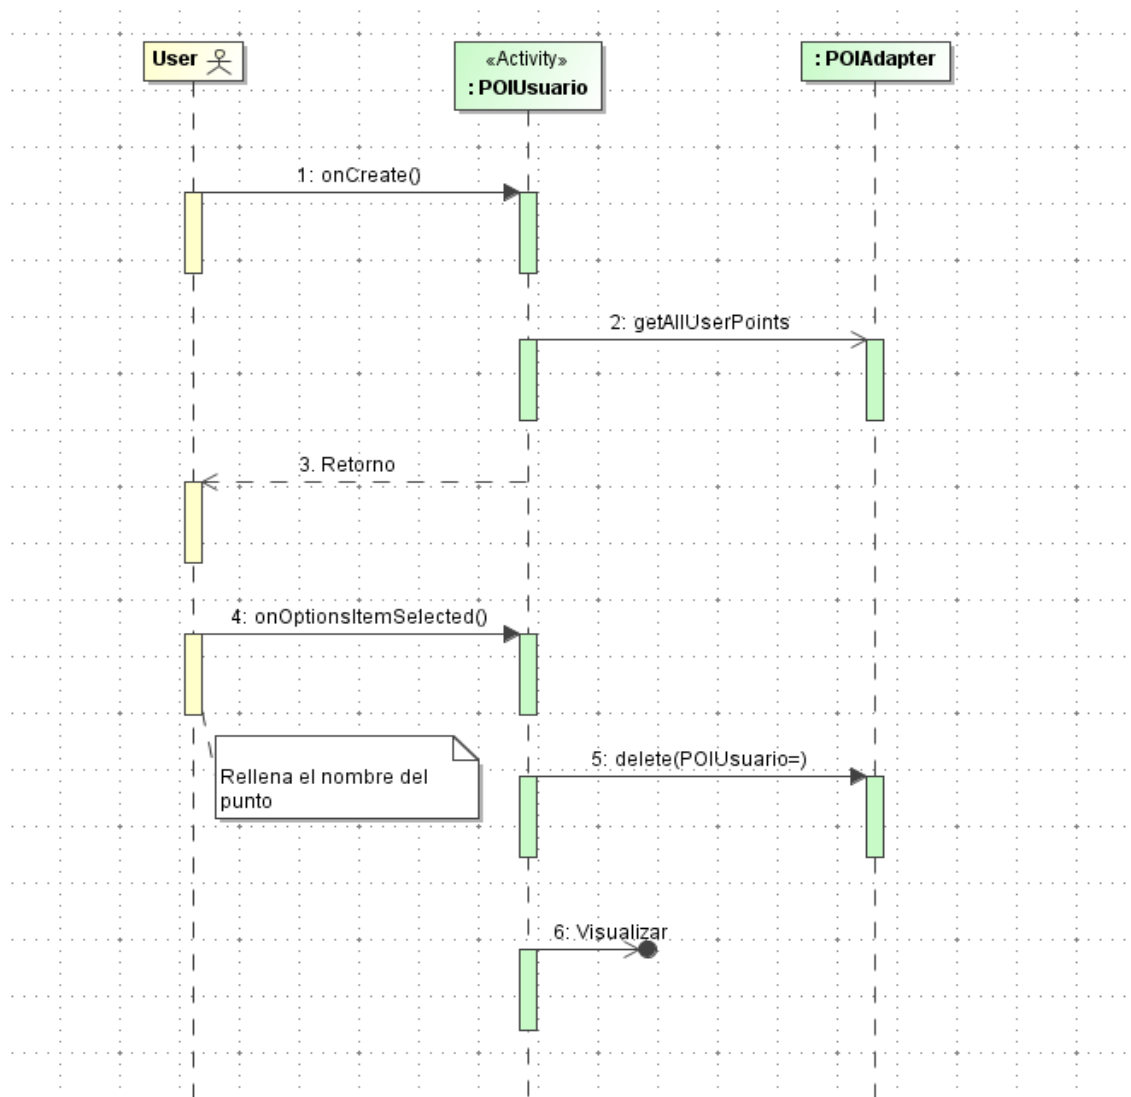 User
«Activity»
: POIUsuario
: POIAdapter
1: onCreate()
2: getAllUserPoints
3. Retorno
4: onOptionsItemSelected()
Rellena el nombre del
punto
5: delete(POIUsuario=)
6: Visualizar